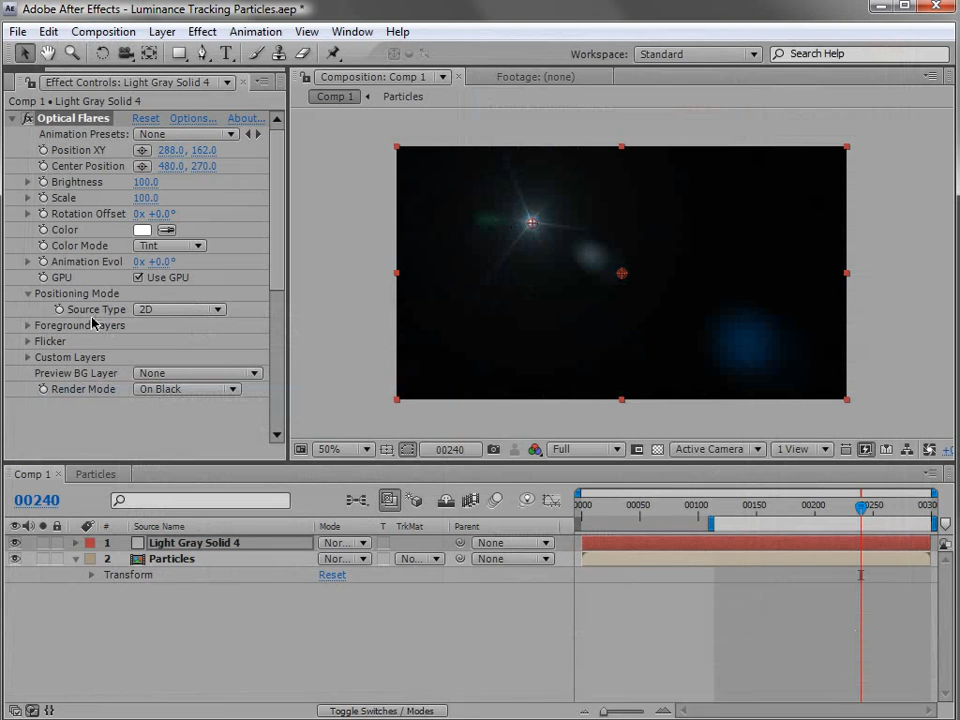 Adobe After Effects - Luminance Tracking Particles.aep *
File Edit Composition Layer Effect Animation View Window Help
Workspace: Standard Search Help
Effect Controls: Light Gray Solid 4
Composition: Comp 1 Footage: (none)
Comp 1 • Light Gray Solid 4
Comp 1 Particles
fx Optical Flares Reset Options... About...
Animation Presets: None
Position XY 288.0, 162.0
Center Position 480.0, 270.0
Brightness 100.0
Scale 100.0
Rotation Offset 0x +0.0°
Color
Color Mode Tint
Animation Evol 0x +0.0°
GPU Use GPU
Positioning Mode
Source Type 2D
Foreground Layers
Flicker
Custom Layers
Preview BG Layer None
Render Mode On Black
50% 00240 Full Active Camera 1 View
Comp 1 Particles
00240
0000 00050 00100 00150 00200 00250 0030
# Source Name Mode T TrkMat Parent
1 Light Gray Solid 4 Nor... None
2 Particles Nor... No... None
Transform Reset
Toggle Switches / Modes